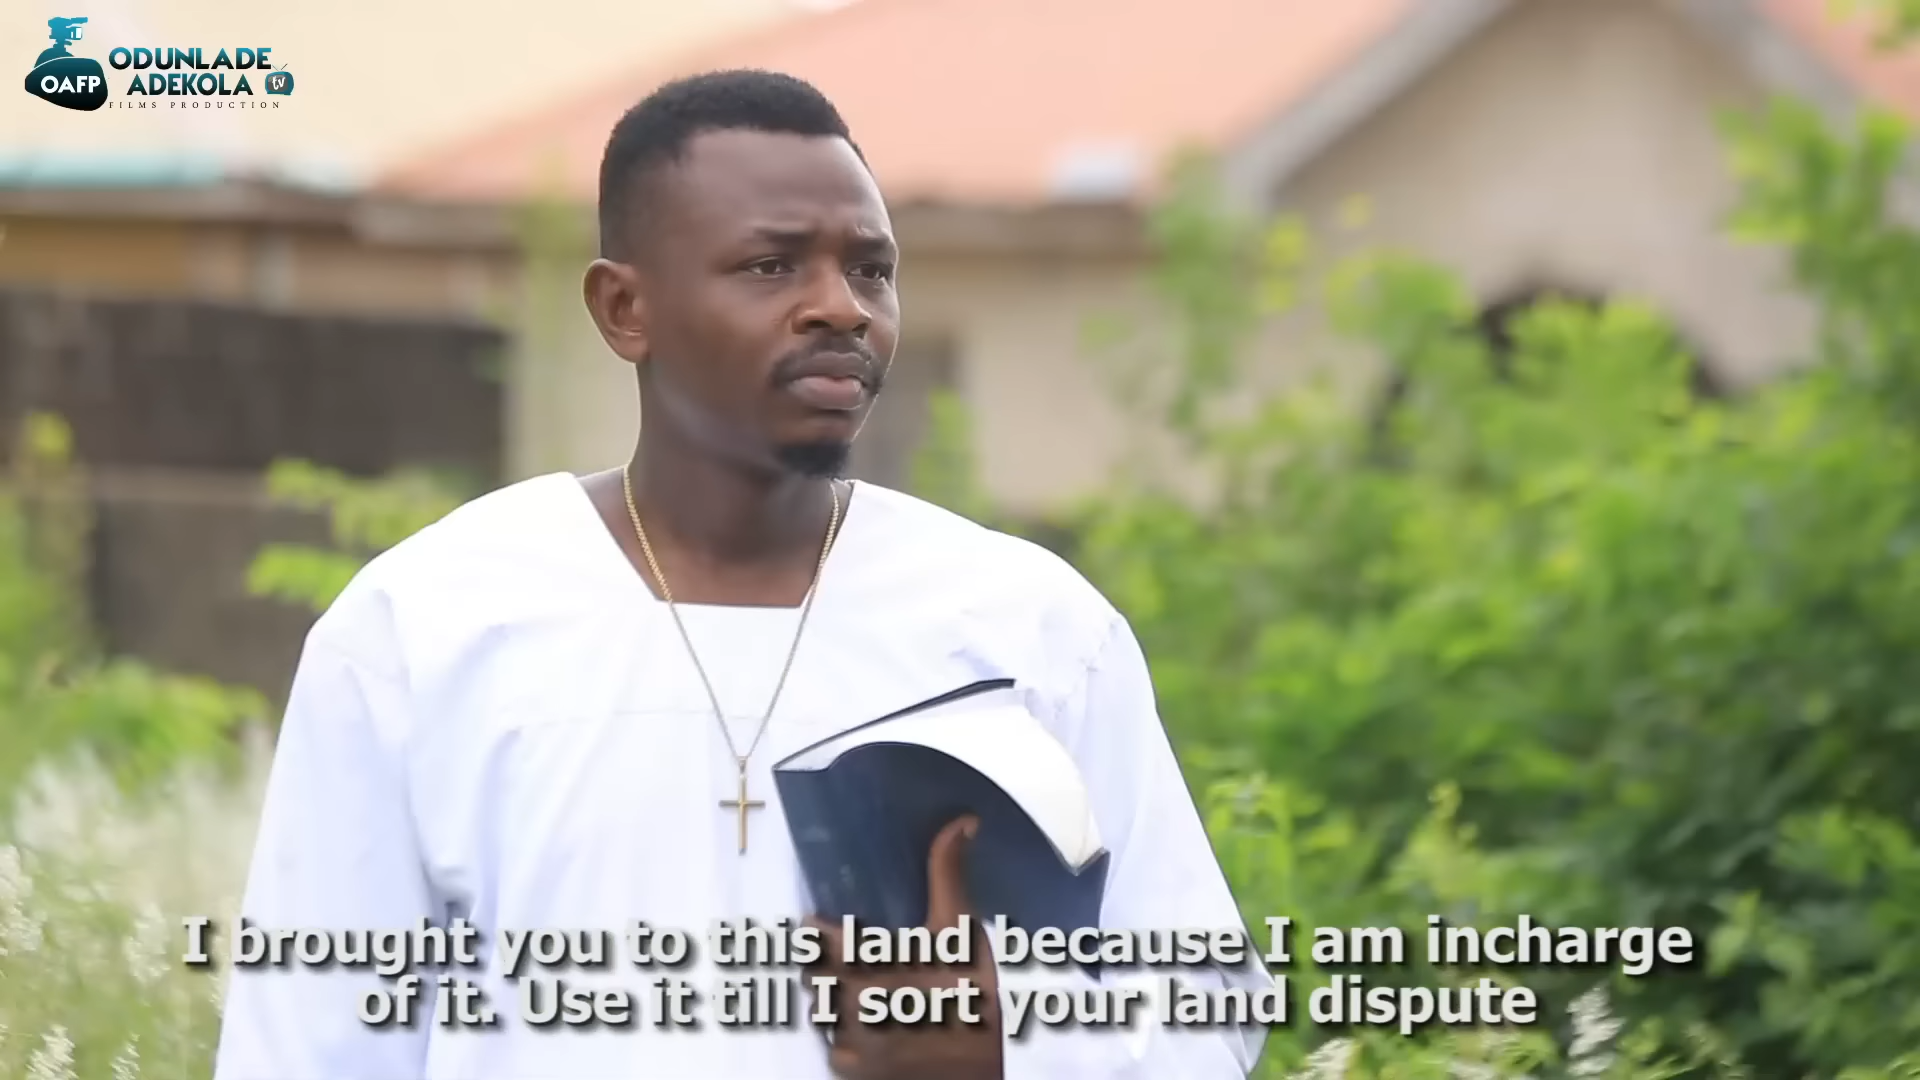 OAFP
ODUNLADE
ADEKOLA tv
FILMS PRODUCTION
I brought you to this land because I am incharge
of it. Use it till I sort your land dispute